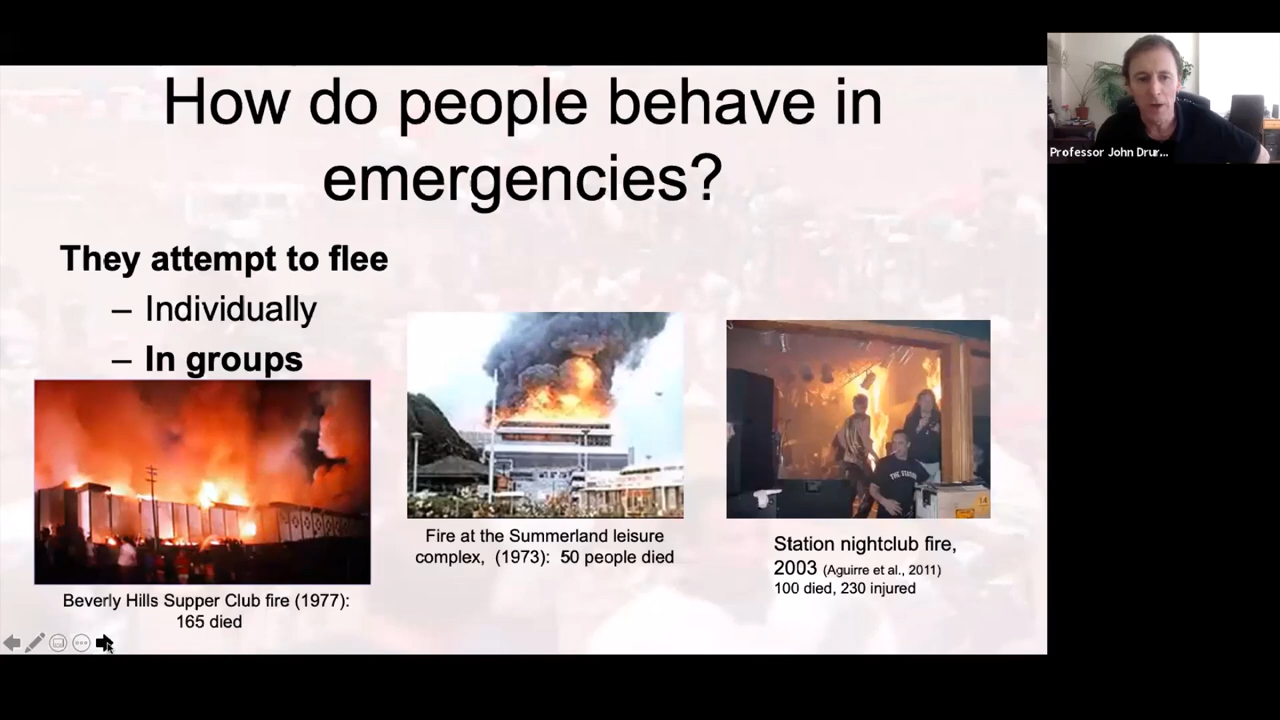 How do people behave in
emergencies?
They attempt to flee
– Individually
– In groups
Beverly Hills Supper Club fire (1977):
165 died
Fire at the Summerland leisure
complex, (1973): 50 people died
THE STATION
Station nightclub fire,
2003 (Aguirre et al., 2011)
100 died, 230 injured
Professor John Drur...